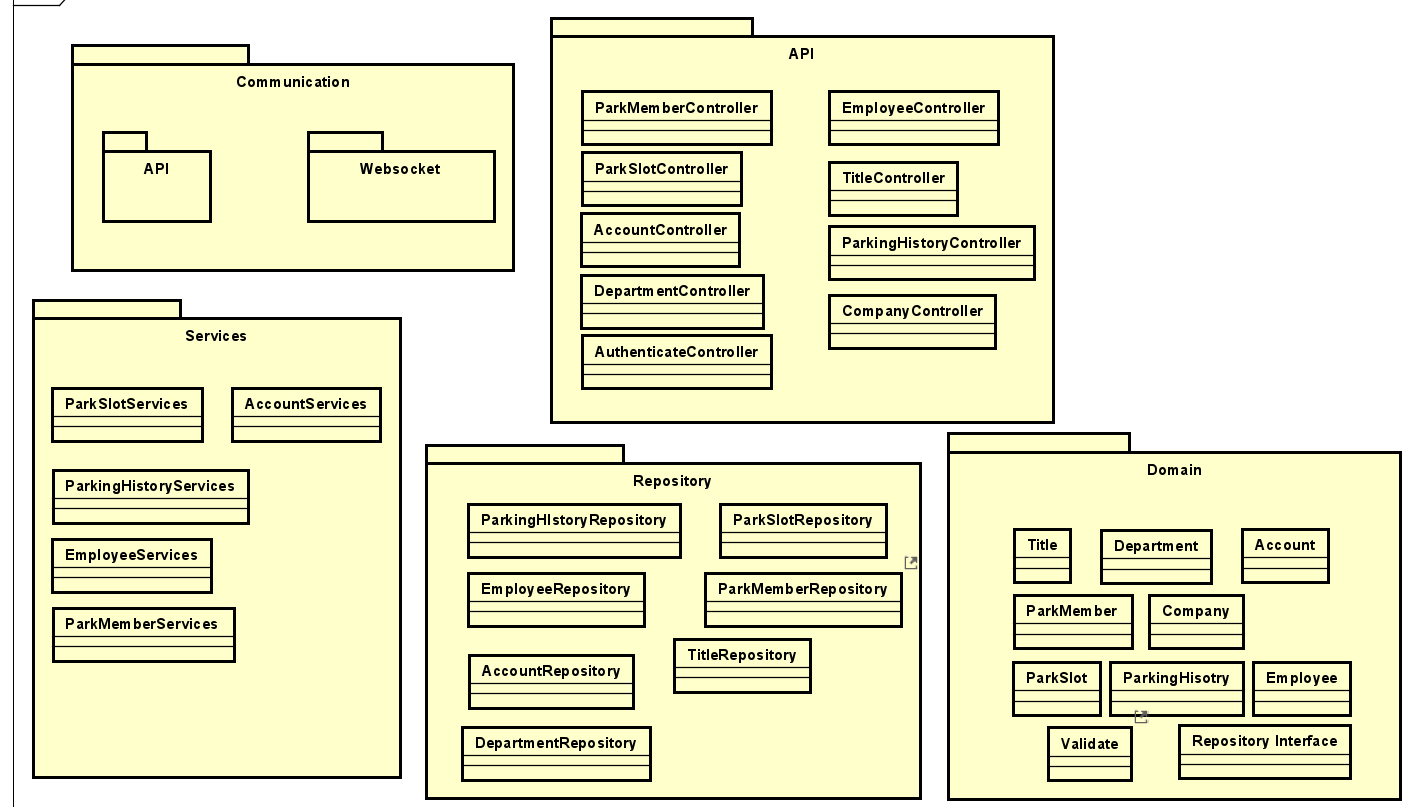 Communication
API
Websocket
API
ParkMemberController
EmployeeController
ParkSlotController
TitleController
AccountController
ParkingHistoryController
DepartmentController
CompanyController
AuthenticateController
Services
ParkSlotServices
AccountServices
ParkingHistoryServices
EmployeeServices
ParkMemberServices
Repository
ParkingHIstoryRepository
ParkSlotRepository
EmployeeRepository
ParkMemberRepository
AccountRepository
TitleRepository
DepartmentRepository
Domain
Title
Department
Account
ParkMember
Company
ParkSlot
ParkingHisotry
Employee
Validate
Repository Interface